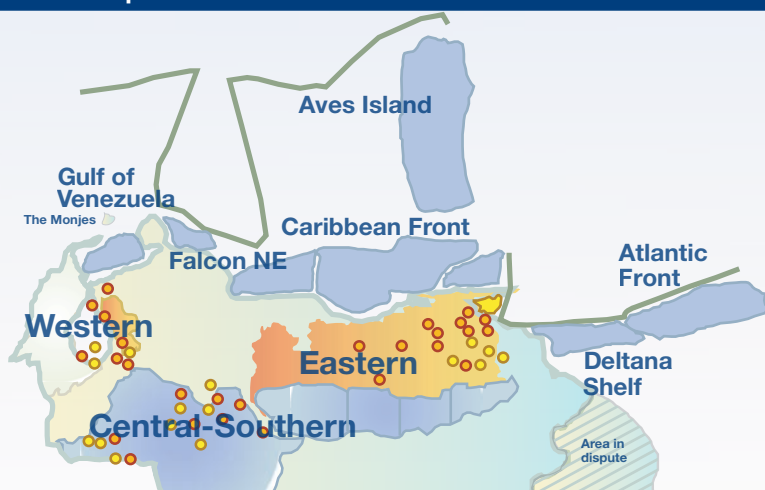 Aves Island
Gulf of
Venezuela
The Monjes
Caribbean Front
Falcon NE
Atlantic
Front
Western
Eastern
Deltana
Shelf
Central-Southern
Area in
dispute